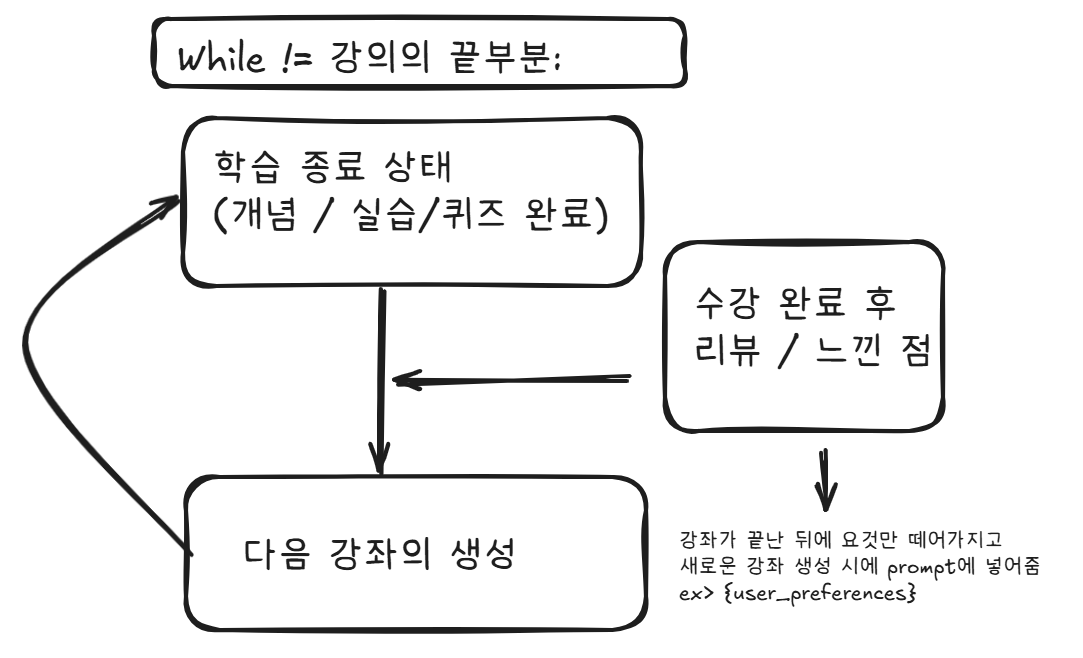 While != 강의의 끝부분:
학습 종료 상태
(개념 / 실습/퀴즈 완료)
수강 완료 후
리뷰 / 느낀 점
다음 강좌의 생성
강좌가 끝난 뒤에 요것만 떼어가지고
새로운 강좌 생성 시에 prompt에 넣어줌
ex> {user_preferences}